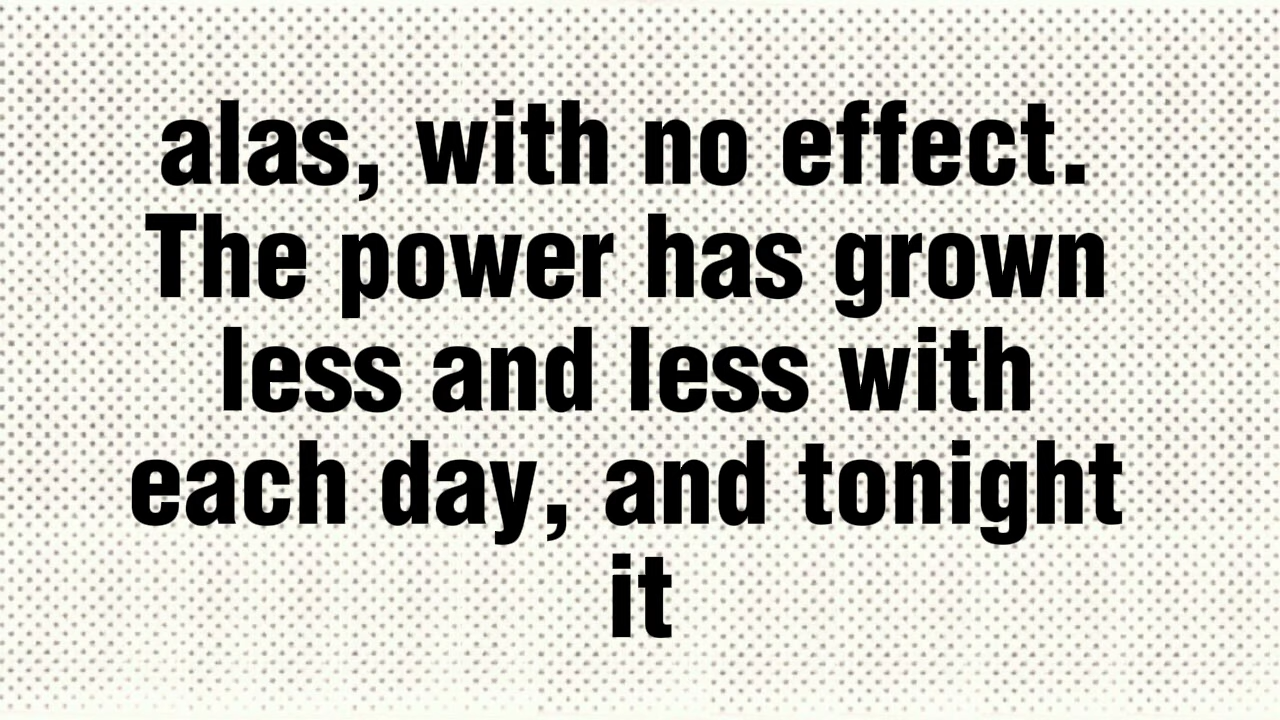 alas, with no effect.
The power has grown
less and less with
each day, and tonight
it